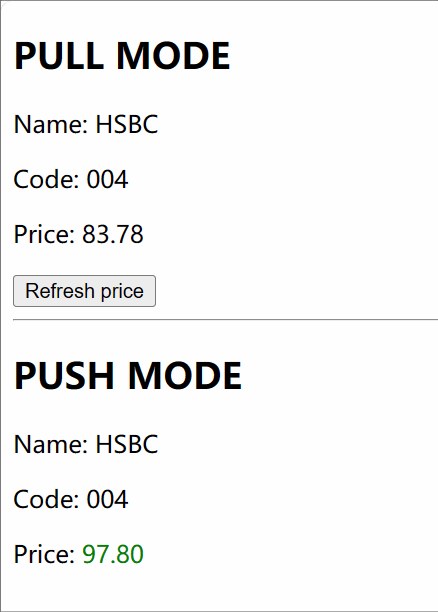 PULL MODE
Name: HSBC
Code: 004
Price: 83.78
Refresh price
PUSH MODE
Name: HSBC
Code: 004
Price: 97.80